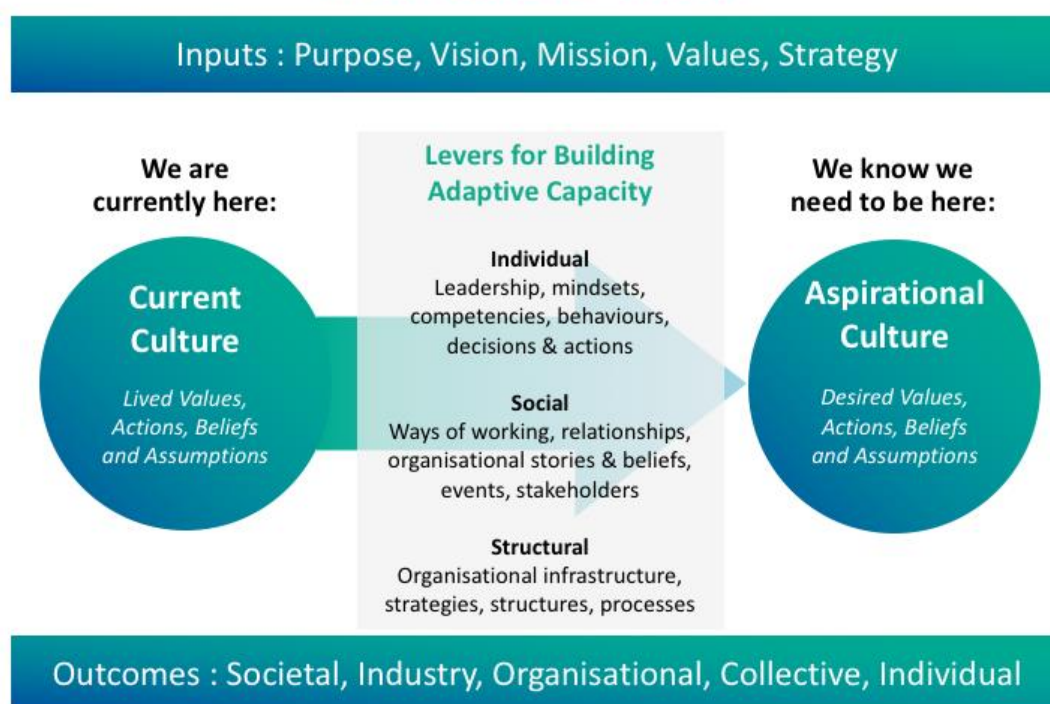 Inputs : Purpose, Vision, Mission, Values, Strategy
We are
currently here:
Current
Culture
Lived Values,
Actions, Beliefs
and Assumptions
Levers for Building
Adaptive Capacity
Individual
Leadership, mindsets,
competencies, behaviours,
decisions & actions
Social
Ways of working, relationships,
organisational stories & beliefs,
events, stakeholders
Structural
Organisational infrastructure,
strategies, structures, processes
We know we
need to be here:
Aspirational
Culture
Desired Values,
Actions, Beliefs
and Assumptions
Outcomes : Societal, Industry, Organisational, Collective, Individual